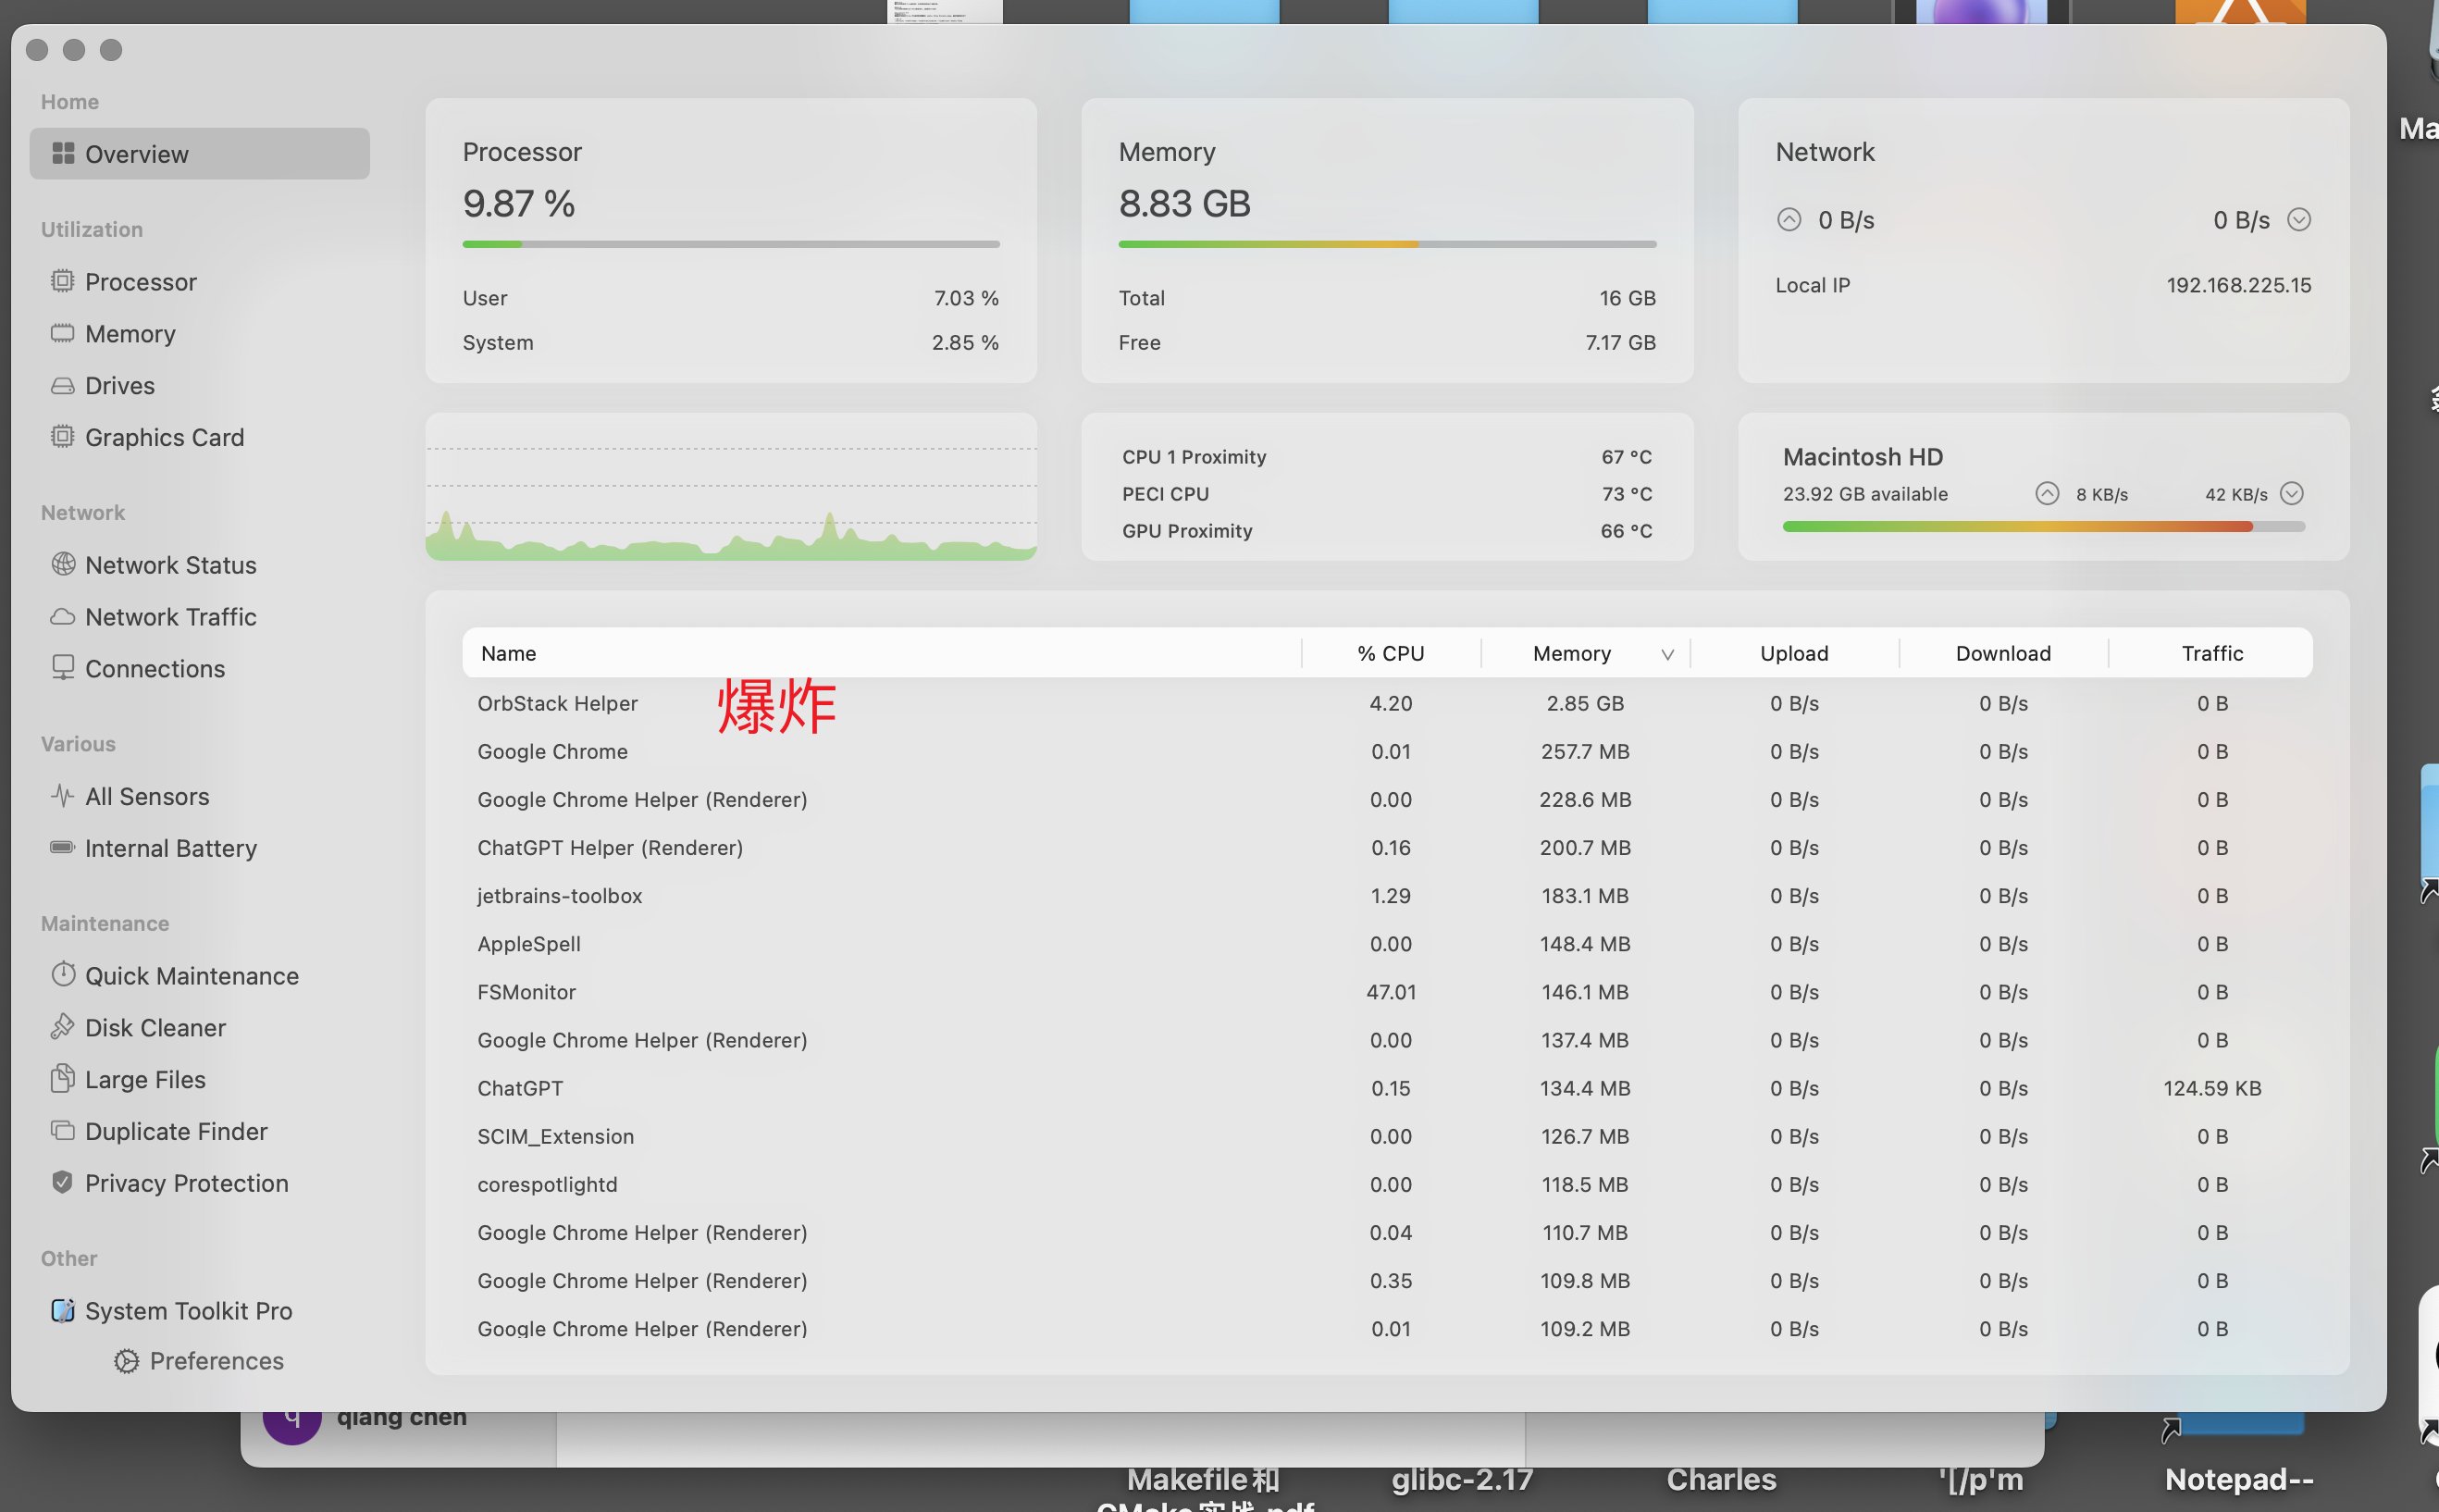 Home
Overview
Utilization
Processor
Memory
Drives
Graphics Card
Network
Network Status
Network Traffic
Connections
Various
All Sensors
Internal Battery
Maintenance
Quick Maintenance
Disk Cleaner
Large Files
Duplicate Finder
Privacy Protection
Other
System Toolkit Pro
Preferences
Processor
9.87 %
User 7.03 %
System 2.85 %
Memory
8.83 GB
Total 16 GB
Free 7.17 GB
Network
0 B/s 0 B/s
Local IP 192.168.225.15
CPU 1 Proximity 67 °C
PECI CPU 73 °C
GPU Proximity 66 °C
Macintosh HD
23.92 GB available 8 KB/s 42 KB/s
Name % CPU Memory Upload Download Traffic
OrbStack Helper 爆炸 4.20 2.85 GB 0 B/s 0 B/s 0 B
Google Chrome 0.01 257.7 MB 0 B/s 0 B/s 0 B
Google Chrome Helper (Renderer) 0.00 228.6 MB 0 B/s 0 B/s 0 B
ChatGPT Helper (Renderer) 0.16 200.7 MB 0 B/s 0 B/s 0 B
jetbrains-toolbox 1.29 183.1 MB 0 B/s 0 B/s 0 B
AppleSpell 0.00 148.4 MB 0 B/s 0 B/s 0 B
FSMonitor 47.01 146.1 MB 0 B/s 0 B/s 0 B
Google Chrome Helper (Renderer) 0.00 137.4 MB 0 B/s 0 B/s 0 B
ChatGPT 0.15 134.4 MB 0 B/s 0 B/s 124.59 KB
SCIM_Extension 0.00 126.7 MB 0 B/s 0 B/s 0 B
corespotlightd 0.00 118.5 MB 0 B/s 0 B/s 0 B
Google Chrome Helper (Renderer) 0.04 110.7 MB 0 B/s 0 B/s 0 B
Google Chrome Helper (Renderer) 0.35 109.8 MB 0 B/s 0 B/s 0 B
Google Chrome Helper (Renderer) 0.01 109.2 MB 0 B/s 0 B/s 0 B
Ma
q qiang chen
Makefile和 glibc-2.17 Charles '[/p'm Notepad--
CMake实战.pdf